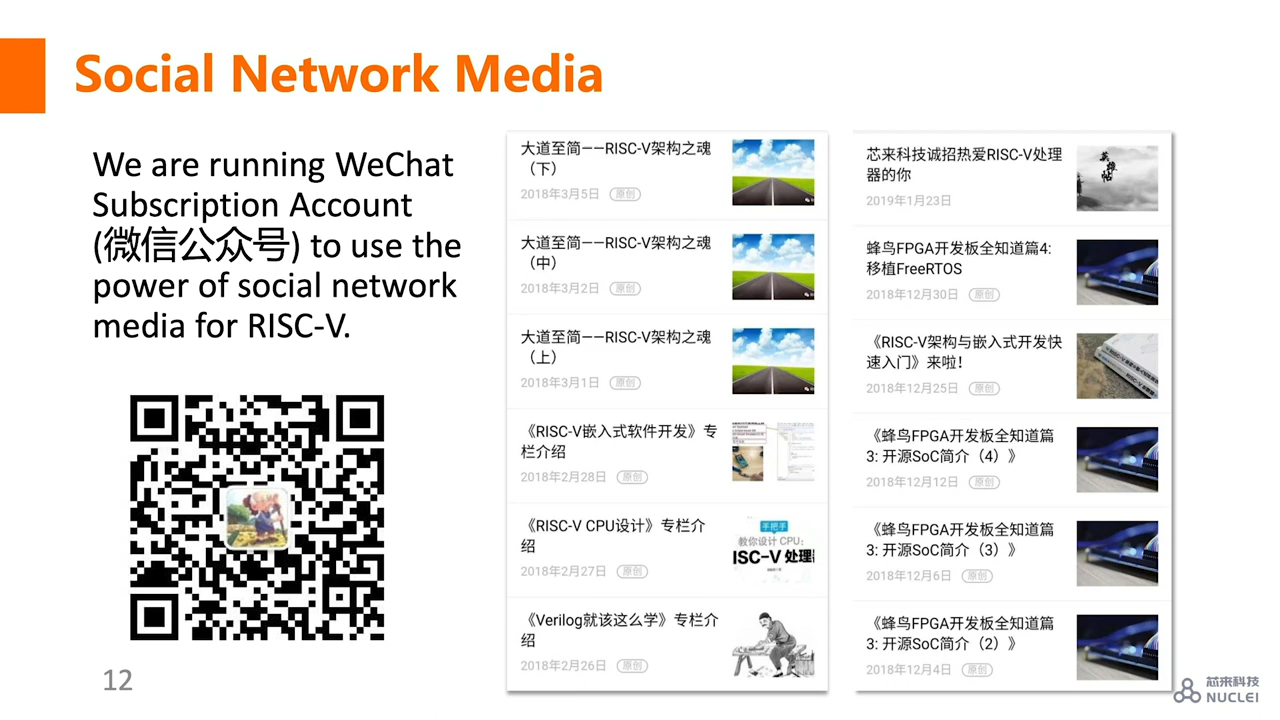 Social Network Media
We are running WeChat
Subscription Account
(微信公众号) to use the
power of social network
media for RISC-V.
12
大道至简——RISC-V架构之魂
（下）
2018年3月5日 原创
大道至简——RISC-V架构之魂
（中）
2018年3月2日 原创
大道至简——RISC-V架构之魂
（上）
2018年3月1日 原创
《RISC-V嵌入式软件开发》专
栏介绍
2018年2月28日 原创
《RISC-V CPU设计》专栏介
绍
2018年2月27日 原创
手把手
教你设计 CPU:
ISC-V 处理
《Verilog就该这么学》专栏介
绍
2018年2月26日 原创
芯来科技诚招热爱RISC-V处理
器的你
2019年1月23日
英雄帖
蜂鸟FPGA开发板全知道篇4:
移植FreeRTOS
2018年12月30日 原创
《RISC-V架构与嵌入式开发快
速入门》来啦！
2018年12月25日 原创
《蜂鸟FPGA开发板全知道篇
3: 开源SoC简介（4）》
2018年12月12日 原创
《蜂鸟FPGA开发板全知道篇
3: 开源SoC简介（3）》
2018年12月6日 原创
《蜂鸟FPGA开发板全知道篇
3: 开源SoC简介（2）》
2018年12月4日 原创
芯来科技
NUCLEI